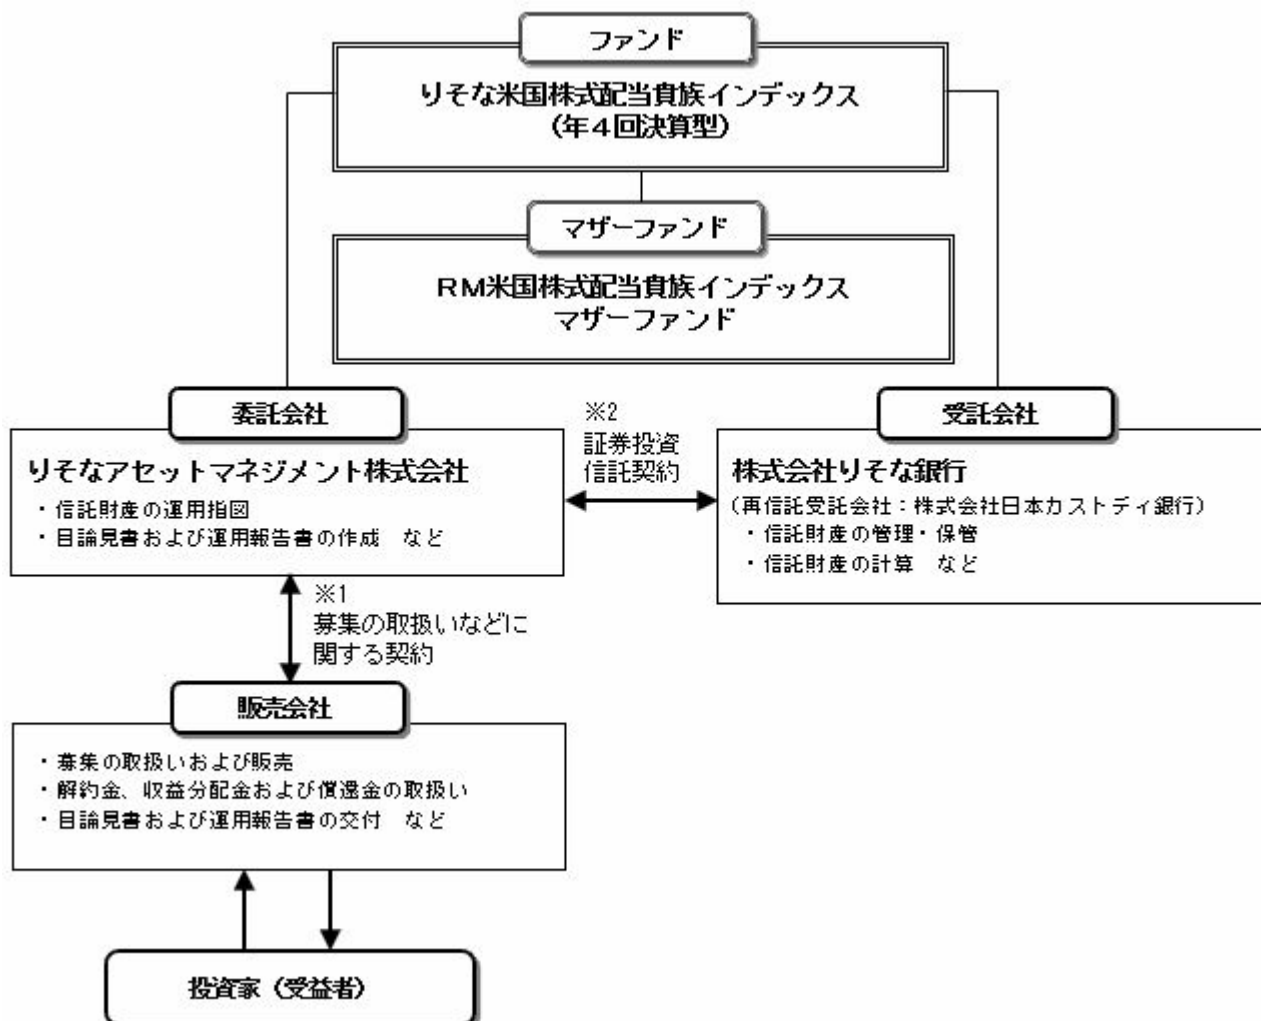 ファンド
りそな米国株式配当貴族インデックス
（年４回決算型）
マザーファンド
ＲＭ米国株式配当貴族インデックス
マザーファンド
委託会社
りそなアセットマネジメント株式会社
・信託財産の運用指図
・目論見書および運用報告書の作成　など
※2
証券投資
信託契約
受託会社
株式会社りそな銀行
（再信託受託会社：株式会社日本カストディ銀行）
・信託財産の管理・保管
・信託財産の計算　など
※1
募集の取扱いなどに
関する契約
販売会社
・募集の取扱いおよび販売
・解約金、収益分配金および償還金の取扱い
・目論見書および運用報告書の交付　など
投資家（受益者）